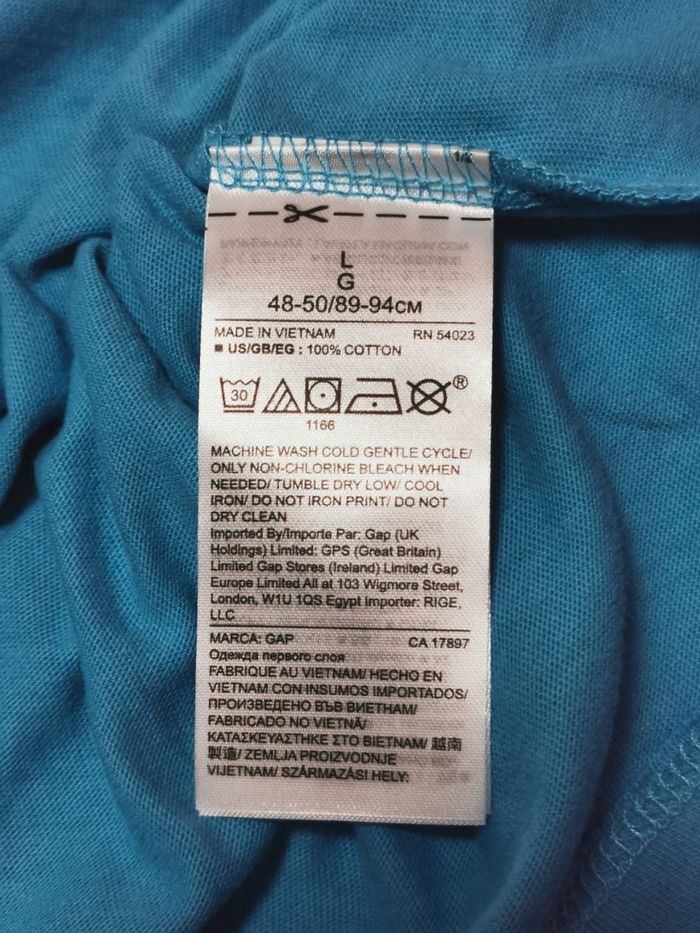 1/2
L
G
48-50/89-94СМ
MADE IN VIETNAM RN 54023
US/GB/EG : 100% COTTON
30
®
1166
MACHINE WASH COLD GENTLE CYCLE/
ONLY NON-CHLORINE BLEACH WHEN
NEEDED/ TUMBLE DRY LOW/ COOL
IRON/ DO NOT IRON PRINT/ DO NOT
DRY CLEAN
Imported By/Importe Par: Gap (UK
Holdings) Limited: GPS (Great Britain)
Limited Gap Stores (Ireland) Limited Gap
Europe Limited All at 103 Wigmore Street,
London, W1U 1QS Egypt Importer: RIGE,
LLC
MARCA: GAP CA 17897
Одежда первого слоя
FABRIQUE AU VIETNAM/ HECHO EN
VIETNAM CON INSUMOS IMPORTADOS/
ПРОИЗВЕДЕНО ВЪВ ВИЕТНАМ/
FABRICADO NO VIETNÃ/
ΚΑΤΑΣΚΕΥΑΣΤΗΚΕ ΣΤΟ ΒΙΕΤΝΑΜ/ 越南
製造/ ZEMLJA PROIZVODNJE
VIJETNAM/ SZÁRMAZÁSI HELY: